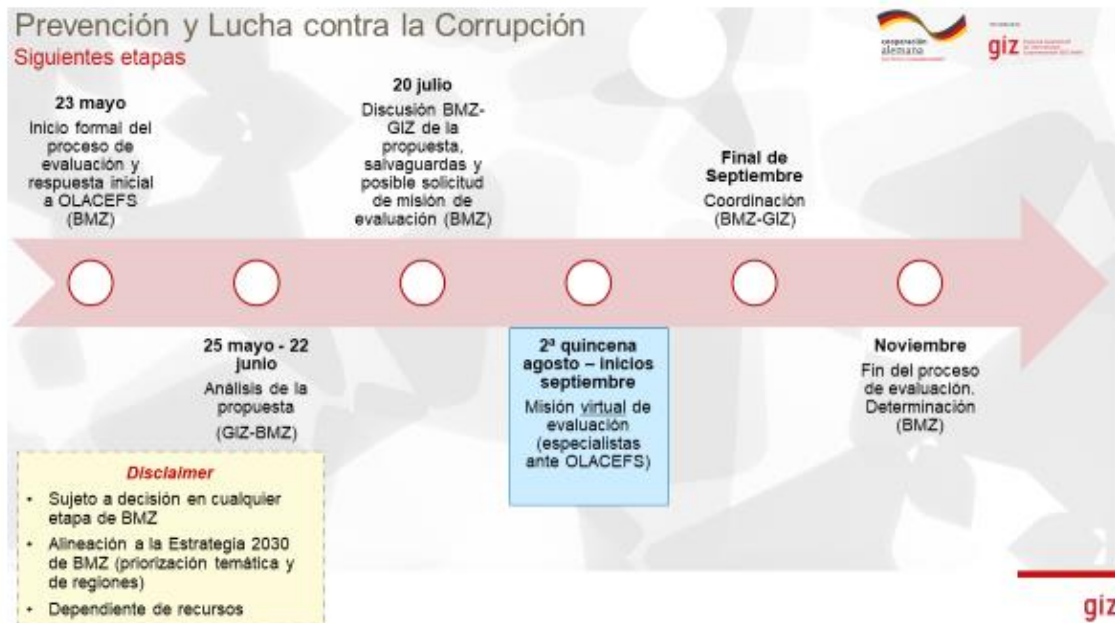 Prevención y Lucha contra la Corrupción
Siguientes etapas
cooperación
alemana
giz
23 mayo
Inicio formal del
proceso de
evaluación y
respuesta inicial
a OLACEFS
(BMZ)
20 julio
Discusión BMZ-
GIZ de la
propuesta,
salvaguardas y
posible solicitud
de misión de
evaluación (BMZ)
Final de
Septiembre
Coordinación
(BMZ-GIZ)
25 mayo - 22
junio
Análisis de la
propuesta
(GIZ-BMZ)
2ª quincena
agosto – inicios
septiembre
Misión virtual de
evaluación
(especialistas
ante OLACEFS)
Noviembre
Fin del proceso
de evaluación.
Determinación
(BMZ)
Disclaimer
• Sujeto a decisión en cualquier
etapa de BMZ
• Alineación a la Estrategia 2030
de BMZ (priorización temática y
de regiones)
• Dependiente de recursos
giz